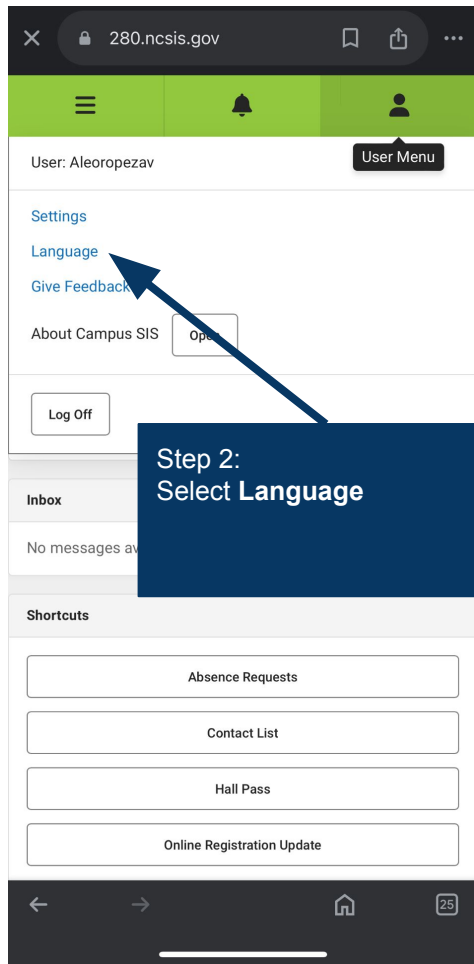 280.ncsis.gov
User Menu
User: Aleoropezav
Settings
Language
Give Feedback
About Campus SIS
Open
Log Off
Step 2:
Select Language
Inbox
No messages
Shortcuts
Absence Requests
Contact List
Hall Pass
Online Registration Update
25